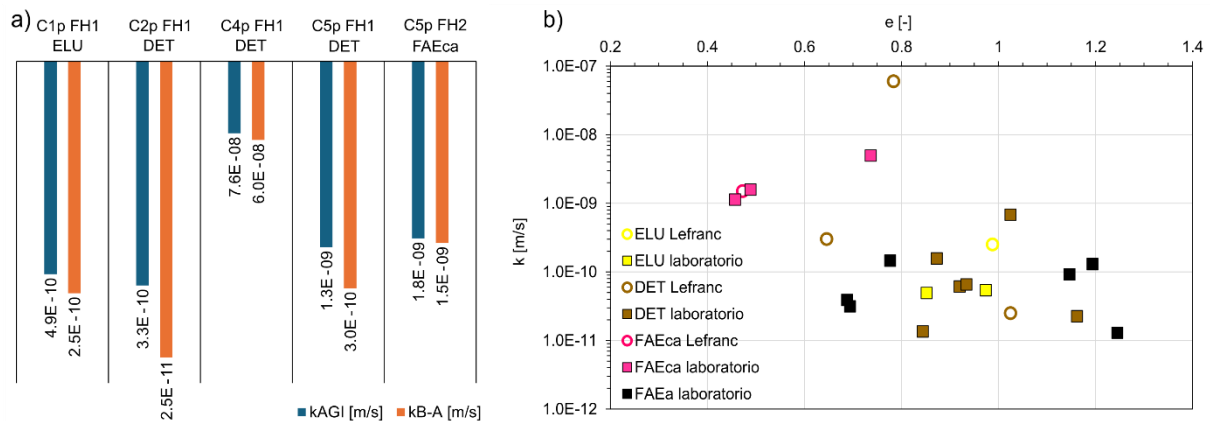 a)
C1p FH1
ELU
C2p FH1
DET
C4p FH1
DET
C5p FH1
DET
C5p FH2
FAEca
4.9E -10
2.5E -10
3.3E -10
2.5E -11
7.6E -08
6.0E -08
1.3E -09
3.0E -10
1.8E -09
1.5E -09
kAGI [m/s]
kB-A [m/s]
b)
e [-]
0.2 0.4 0.6 0.8 1 1.2 1.4
1.0E-07
1.0E-08
1.0E-09
1.0E-10
1.0E-11
1.0E-12
k [m/s]
ELU Lefranc
ELU laboratorio
DET Lefranc
DET laboratorio
FAEca Lefranc
FAEca laboratorio
FAEa laboratorio